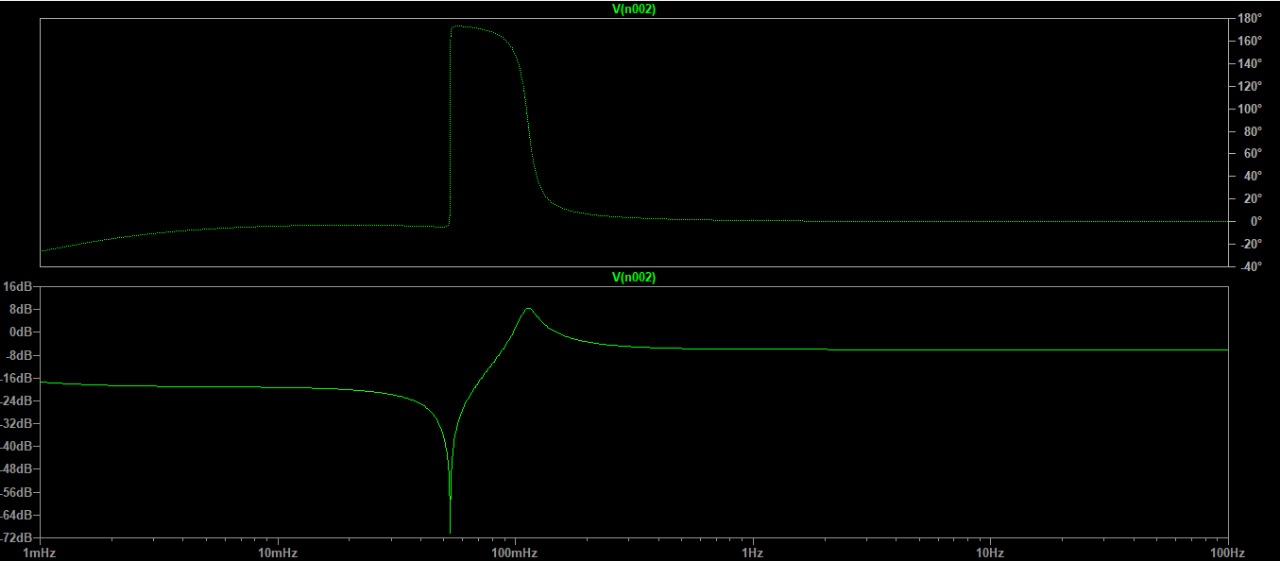 V(n002)
180°
160°
140°
120°
100°
80°
60°
40°
20°
0°
-20°
-40°
V(n002)
16dB
8dB
0dB
-8dB
-16dB
-24dB
-32dB
-40dB
-48dB
-56dB
-64dB
-72dB
1mHz 10mHz 100mHz 1Hz 10Hz 100Hz